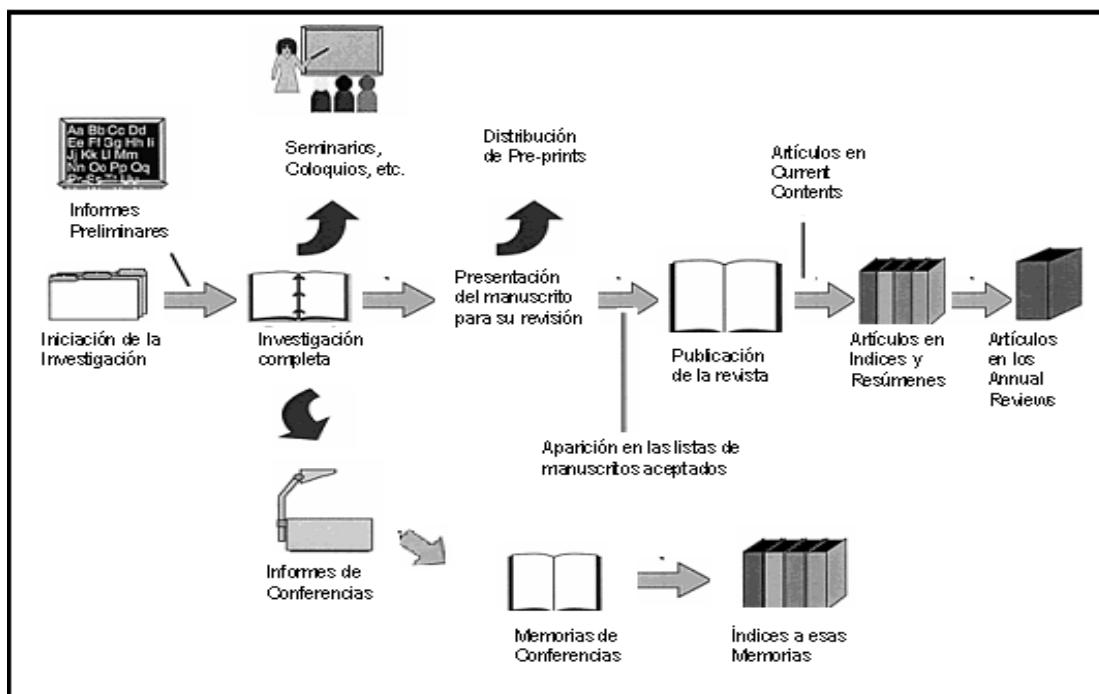 Aa Bb Cc Dd
Ee Ff Gg Hh Ii
Jj Kk Ll Mm
Nn Oo Pp Qq
Informes
Preliminares
Seminarios,
Coloquios, etc.
Distribución
de Pre-prints
Artículos en
Current
Contents
Iniciación de la
Investigación
Investigación
completa
Presentación
del manuscrito
para su revisión
Publicación
de la revista
Artículos en
Indices y
Resúmenes
Artículos
en los
Annual
Reviews
Aparición en las listas de
manuscritos aceptados
Informes de
Conferencias
Memorias de
Conferencias
Índices a esas
Memorias